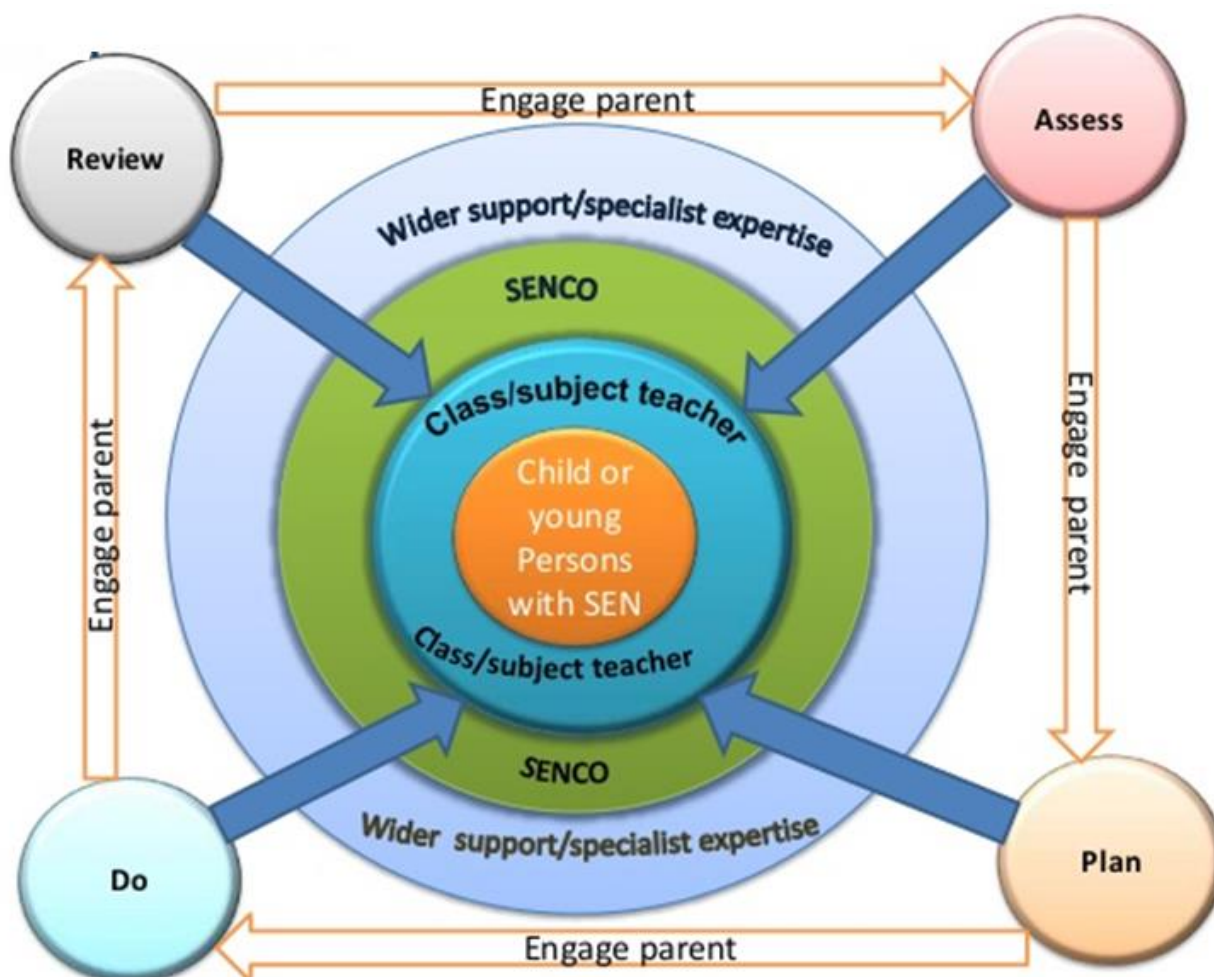 Engage parent
Review
Assess
Wider support/specialist expertise
SENCO
Class/subject teacher
Child or
young
Persons
with SEN
Engage parent
Engage parent
Class/subject teacher
SENCO
Wider support/specialist expertise
Do
Plan
Engage parent